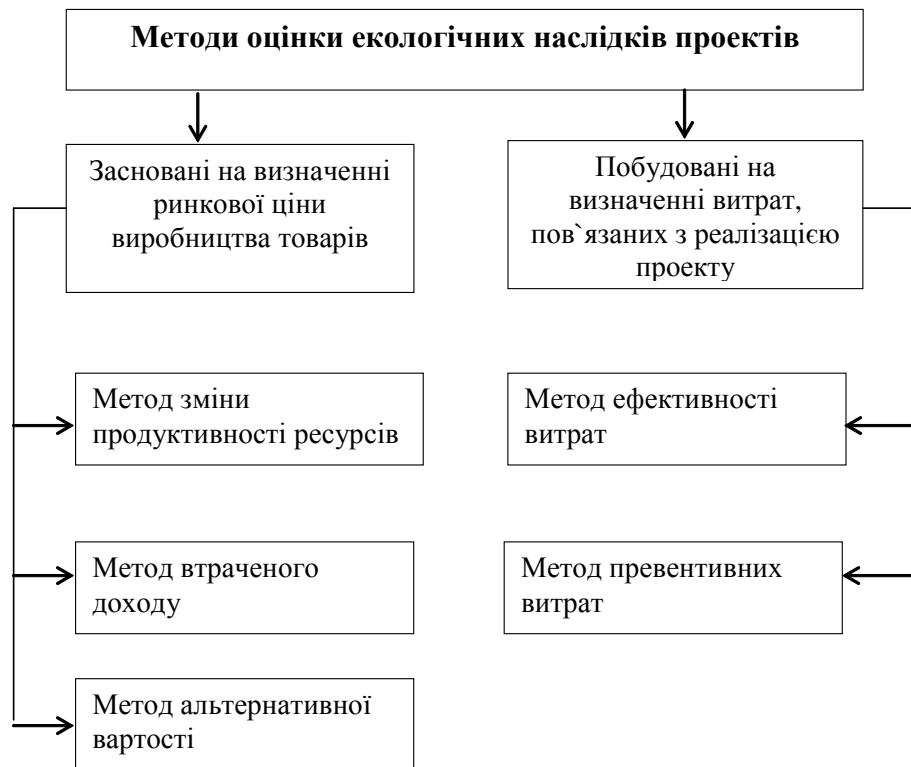 Методи оцінки екологічних наслідків проектів
Засновані на визначенні
ринкової ціни
виробництва товарів
Побудовані на
визначенні витрат,
пов`язаних з реалізацією
проекту
Метод зміни
продуктивності ресурсів
Метод ефективності
витрат
Метод втраченого
доходу
Метод превентивних
витрат
Метод альтернативної
вартості